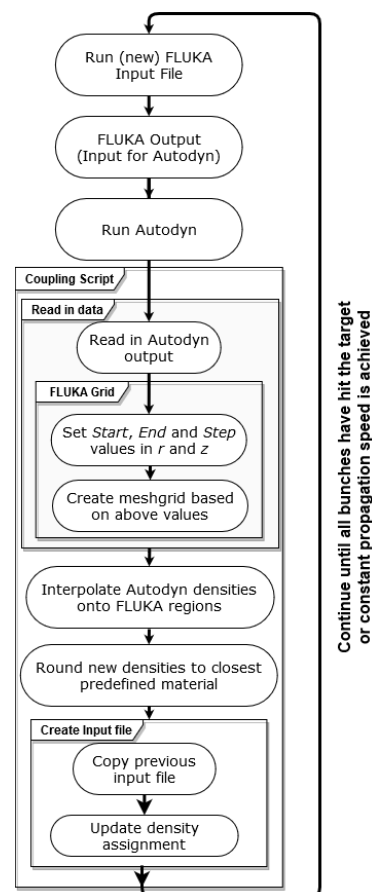 Run (new) FLUKA
Input File
FLUKA Output
(Input for Autodyn)
Run Autodyn
Coupling Script
Read in data
Read in Autodyn
output
FLUKA Grid
Set Start, End and Step
values in r and z
Create meshgrid based
on above values
Interpolate Autodyn densities
onto FLUKA regions
Round new densities to closest
predefined material
Create Input file
Copy previous
input file
Update density
assignment
Continue until all bunches have hit the target
or constant propagation speed is achieved